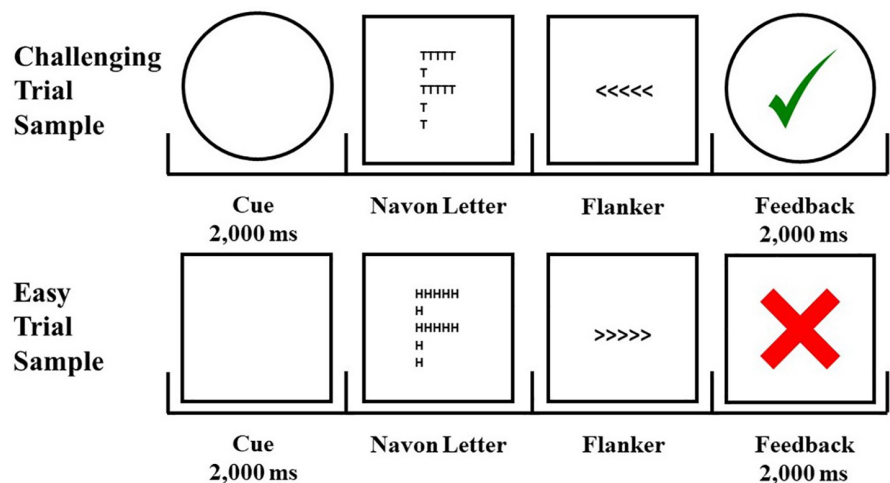 Challenging
Trial
Sample
TTTTT
T
TTTTT
T
T
<<<<<
Cue
2,000 ms
Navon Letter
Flanker
Feedback
2,000 ms
Easy
Trial
Sample
HHHHH
H
HHHHH
H
H
>>>>>
Cue
2,000 ms
Navon Letter
Flanker
Feedback
2,000 ms